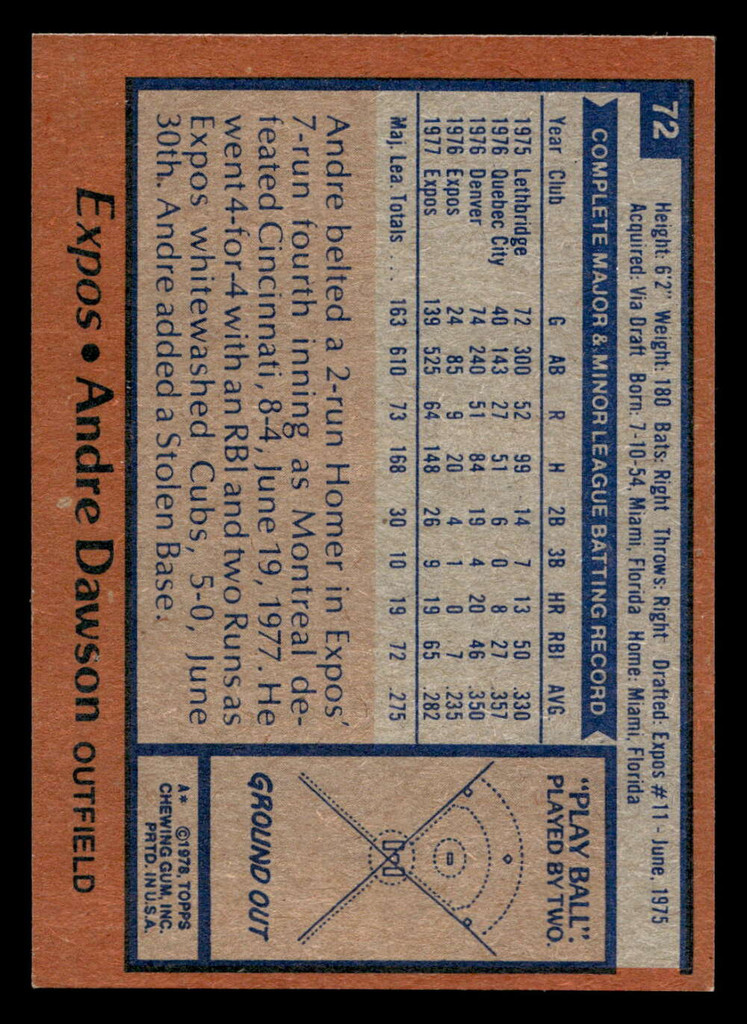 72
Height: 6'2" Weight: 180 Bats: Right Throws: Right Drafted: Expos #11 - June, 1975
Acquired: Via Draft Born: 7-10-54, Miami, Florida Home: Miami, Florida
COMPLETE MAJOR & MINOR LEAGUE BATTING RECORD
Year Club G AB R H 2B 3B HR RBI AVG.
1975 Lethbridge 72 300 52 99 14 7 13 50 .330
1976 Quebec City 40 143 27 51 6 0 8 27 .357
1976 Denver 74 240 51 84 19 4 20 46 .350
1976 Expos 24 85 9 20 4 1 0 7 .235
1977 Expos 139 525 64 148 26 9 19 65 .282
Maj. Lea. Totals ... 163 610 73 168 30 10 19 72 .275
Andre belted a 2-run Homer in Expos'
7-run fourth inning as Montreal de-
feated Cincinnati, 8-4, June 19, 1977. He
went 4-for-4 with an RBI and two Runs as
Expos whitewashed Cubs, 5-0, June
30th. Andre added a Stolen Base.
"PLAY BALL".
PLAYED BY TWO.
GROUND OUT
A* ©1978, TOPPS
CHEWING GUM, INC.
PRTD. IN U.S.A.
Expos • Andre Dawson OUTFIELD